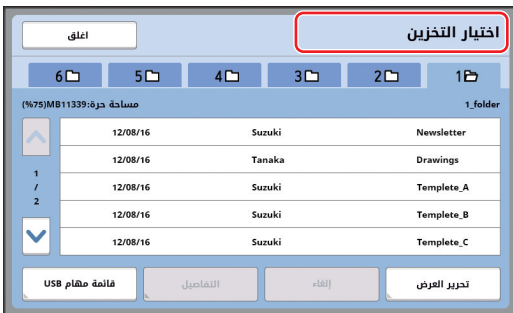 اختيار التخزين
اغلق
1 2 3 4 5 6
1_folder مساحة حرة:MB11339(%75)
Newsletter Suzuki 12/08/16
Drawings Tanaka 12/08/16
Templete_A Suzuki 12/08/16
Templete_B Suzuki 12/08/16
Templete_C Suzuki 12/08/16
1
/
2
تحرير العرض إلغاء التفاصيل قائمة مهام USB